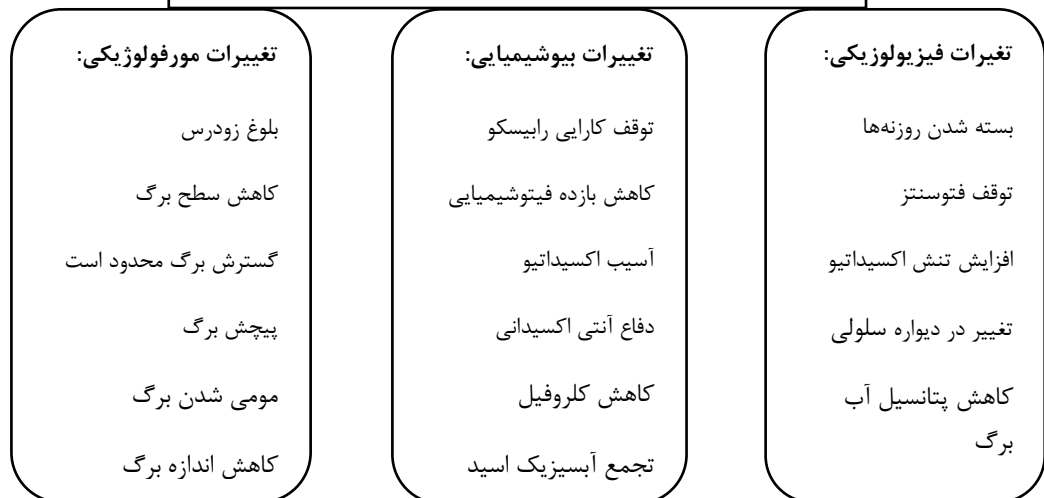 تغیرات فیزیولوزیکی:
بسته شدن روزنه‌ها
توقف فتوسنتز
افزایش تنش اکسیداتیو
تغییر در دیواره سلولی
کاهش پتانسیل آب
برگ
تغییرات بیوشیمیایی:
توقف کارایی رابیسکو
کاهش بازده فیتوشیمیایی
آسیب اکسیداتیو
دفاع آنتی اکسیدانی
کاهش کلروفیل
تجمع آبسیزیک اسید
تغییرات مورفولوژیکی:
بلوغ زودرس
کاهش سطح برگ
گسترش برگ محدود است
پیچش برگ
مومی شدن برگ
کاهش اندازه برگ